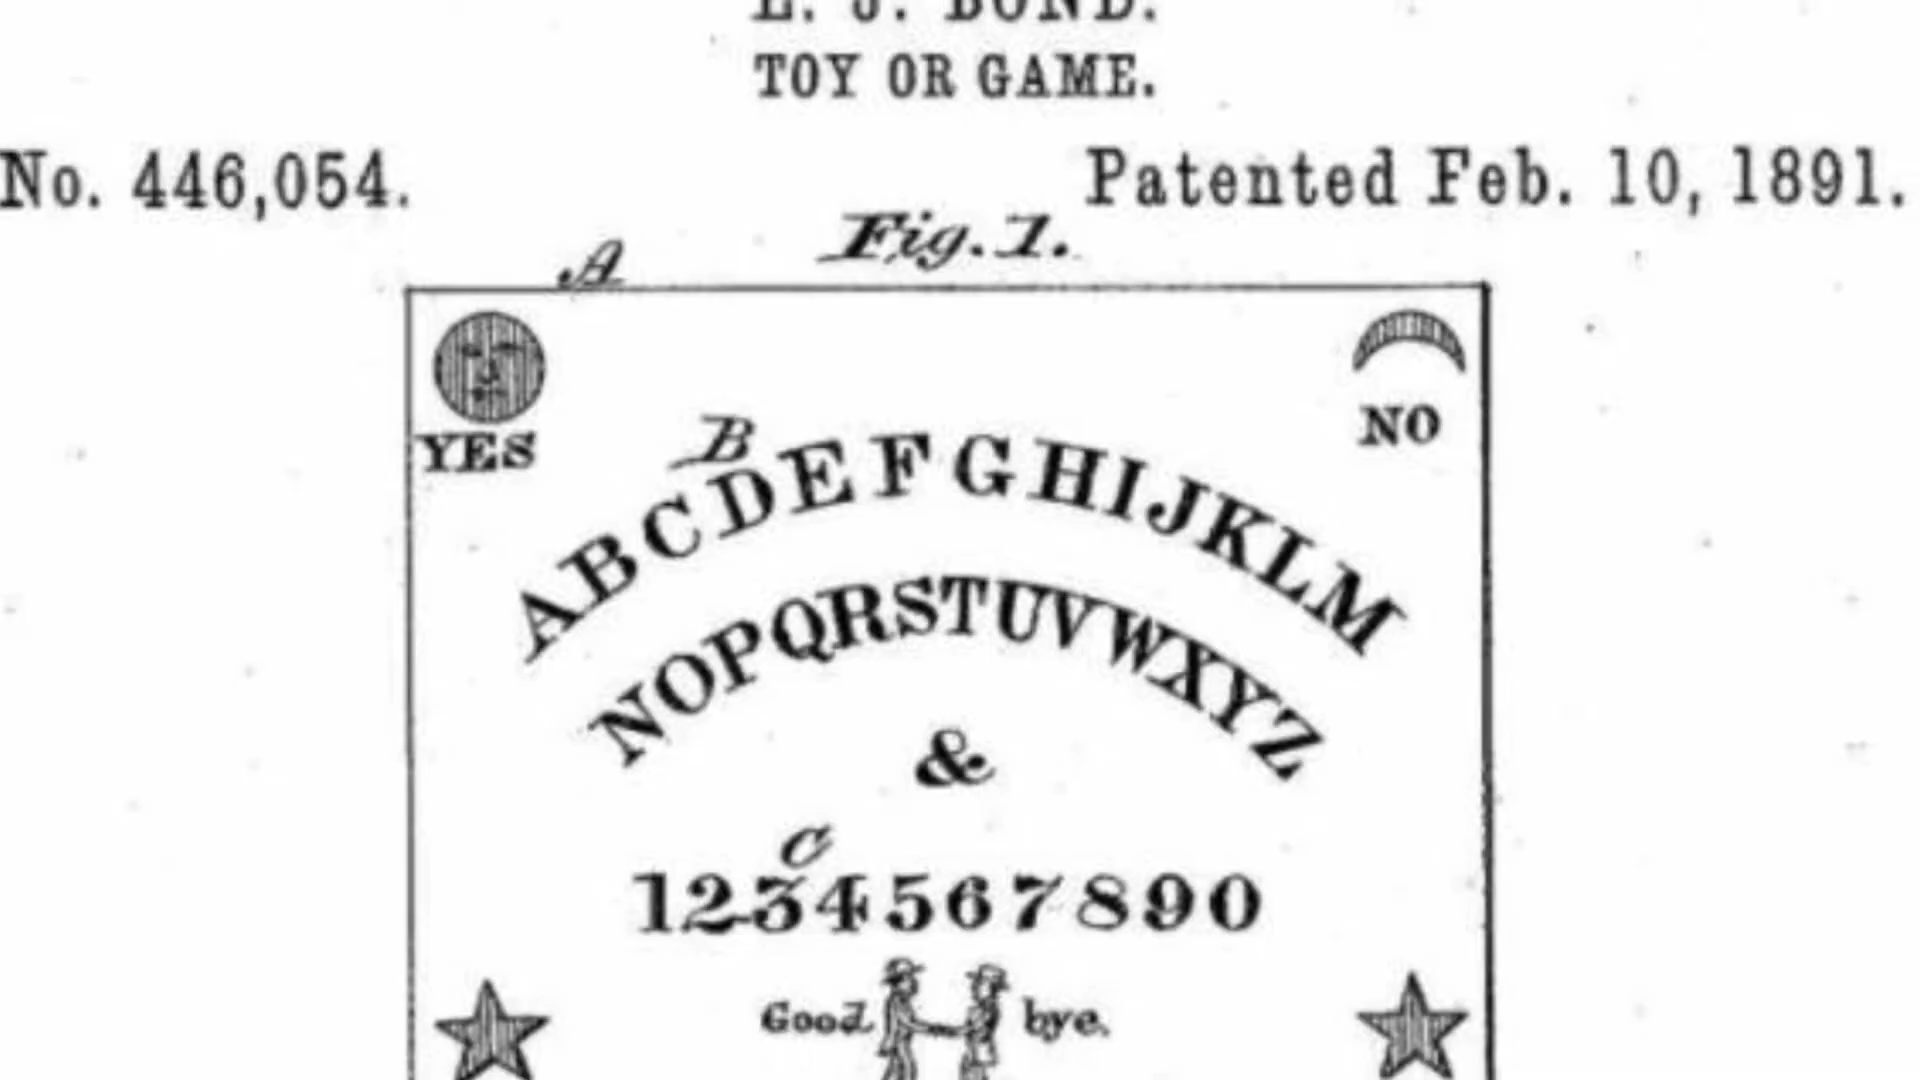 E. J. BOND.
TOY OR GAME.
No. 446,054.
Patented Feb. 10, 1891.
Fig. 1.
A
YES
NO
B
ABCDEFGHIJKLM
NOPQRSTUVWXYZ
&
C
1234567890
Good bye.